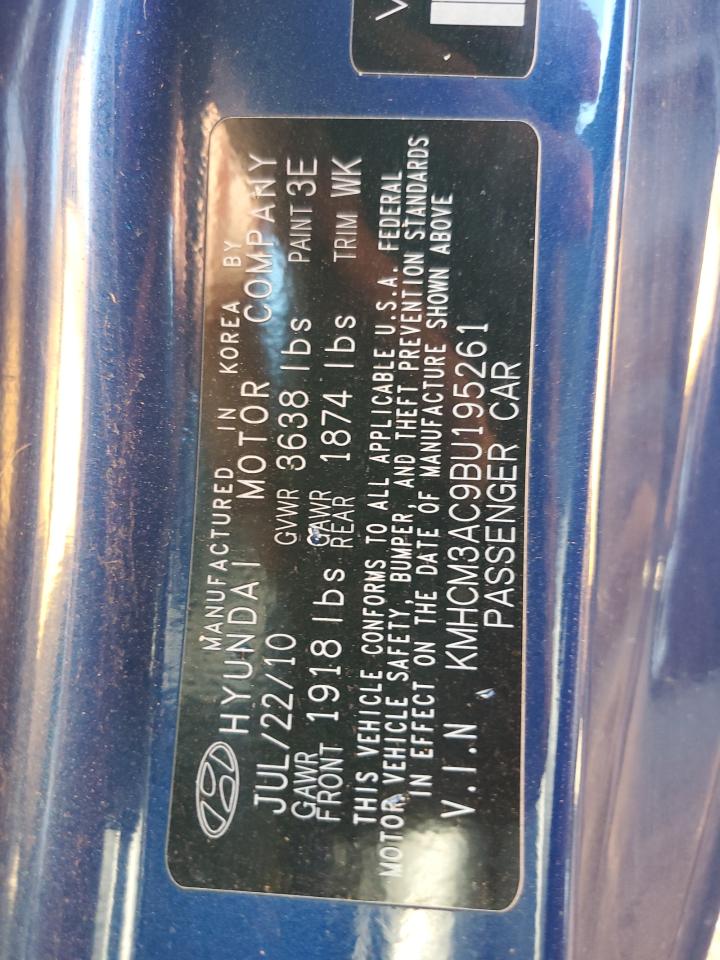 MANUFACTURED IN KOREA BY
HYUNDAI MOTOR COMPANY
JUL/22/10 GVWR 3638 lbs PAINT 3E
GAWR FRONT 1918 lbs GAWR REAR 1874 lbs TRIM WK
THIS VEHICLE CONFORMS TO ALL APPLICABLE U.S.A. FEDERAL
MOTOR VEHICLE SAFETY, BUMPER, AND THEFT PREVENTION STANDARDS
IN EFFECT ON THE DATE OF MANUFACTURE SHOWN ABOVE
V.I.N. KMHCM3AC9BU195261
PASSENGER CAR
V